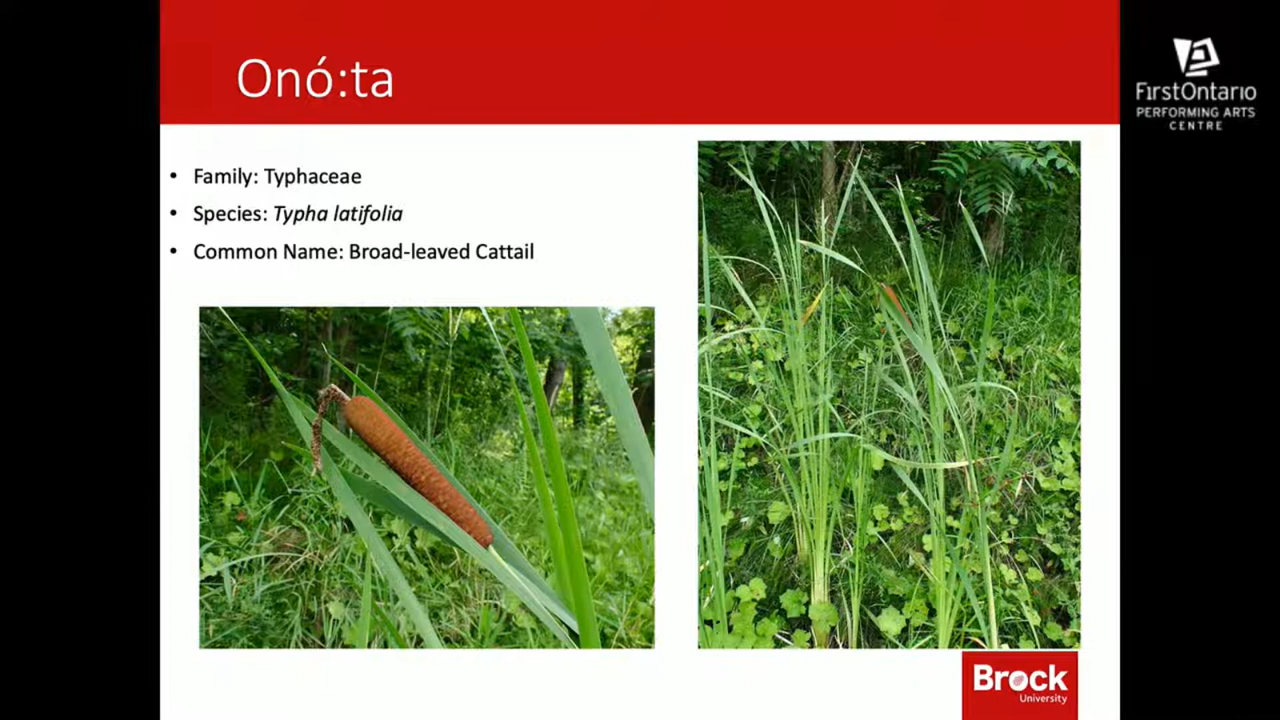 Onó:ta
FIRSTONTARIO
PERFORMING ARTS
CENTRE
• Family: Typhaceae
• Species: Typha latifolia
• Common Name: Broad-leaved Cattail
Brock
University